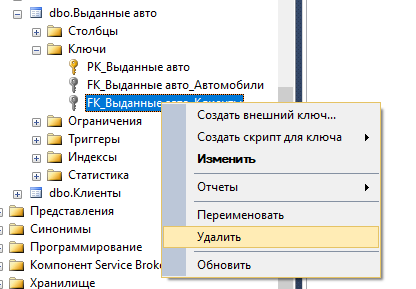 dbo.Выданные авто
Столбцы
Ключи
PK_Выданные авто
FK_Выданные авто_Автомобили
FK_Выданные авто_Клиенты
Ограничения
Триггеры
Индексы
Статистика
dbo.Клиенты
Представления
Синонимы
Программирование
Компонент Service Broke
Хранилище
Создать внешний ключ...
Создать скрипт для ключа
Изменить
Отчеты
Переименовать
Удалить
Обновить